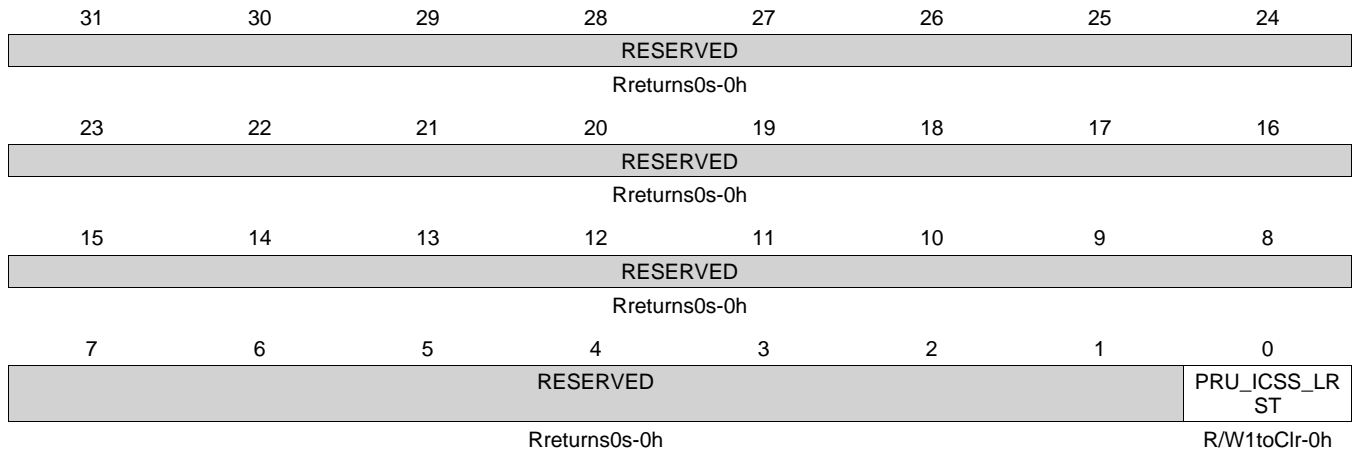 31 30 29 28 27 26 25 24
RESERVED
Rreturns0s-0h
23 22 21 20 19 18 17 16
RESERVED
Rreturns0s-0h
15 14 13 12 11 10 9 8
RESERVED
Rreturns0s-0h
7 6 5 4 3 2 1 0
RESERVED PRU_ICSS_LR
ST
Rreturns0s-0h R/W1toClr-0h